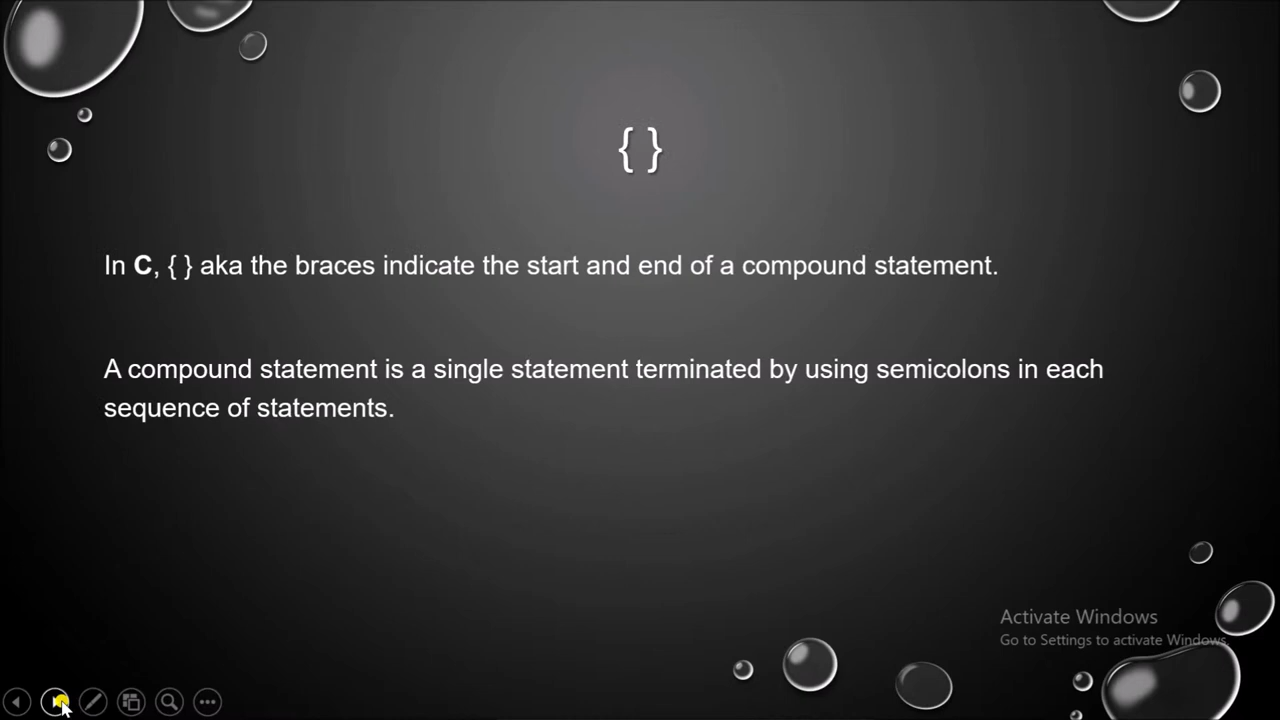 { }
In C, { } aka the braces indicate the start and end of a compound statement.
A compound statement is a single statement terminated by using semicolons in each
sequence of statements.
Activate Windows
Go to Settings to activate Windows.